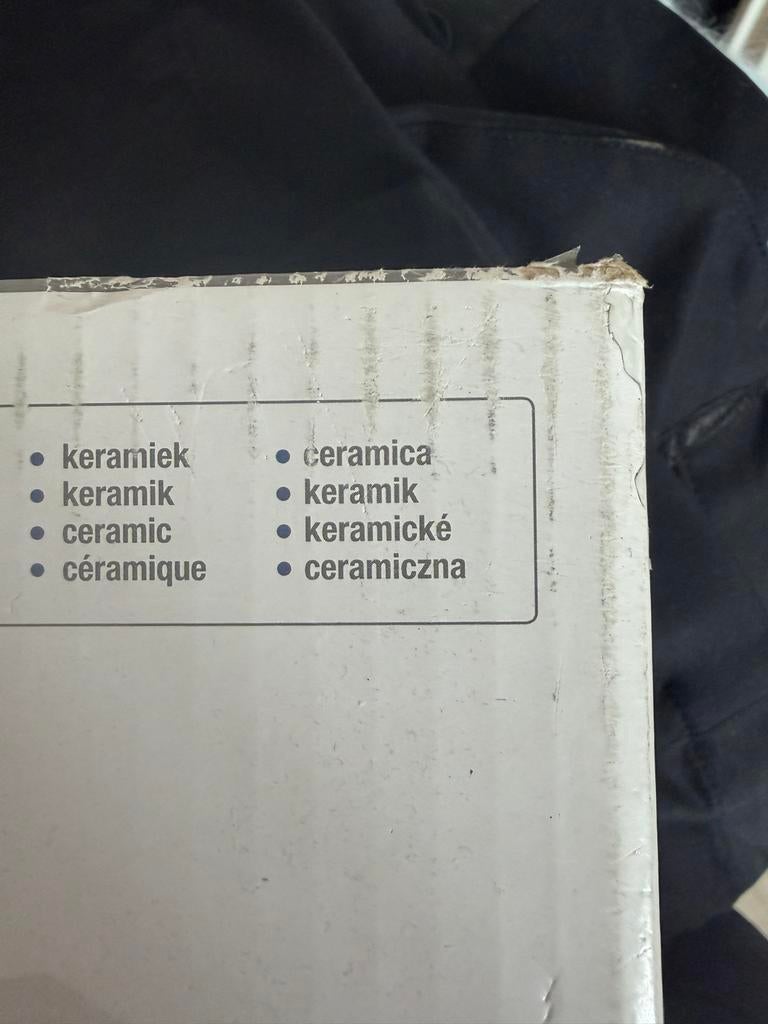 • keramiek
• keramik
• ceramic
• céramique
• ceramica
• keramik
• keramické
• ceramiczna